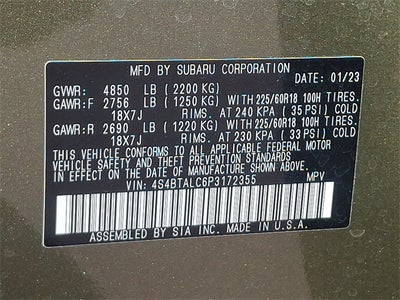 MFD BY SUBARU CORPORATION
DATE: 01/23
GVWR: 4850 LB (2200 KG)
GAWR:F 2756 LB (1250 KG) WITH 225/60R18 100H TIRES.
18X7J RIMS. AT 240 KPA (35 PSI) COLD
GAWR:R 2690 LB (1220 KG) WITH 225/60R18 100H TIRES.
18X7J RIMS. AT 230 KPA (33 PSI) COLD
THIS VEHICLE CONFORMS TO ALL APPLICABLE FEDERAL MOTOR
VEHICLE SAFETY, BUMPER, AND THEFT PREVENTION STANDARDS
IN EFFECT ON THE DATE OF MANUFACTURE SHOWN ABOVE.
VIN: 4S4BTALC6P3172355 MPV
ASSEMBLED BY SIA INC. MADE IN U.S.A.